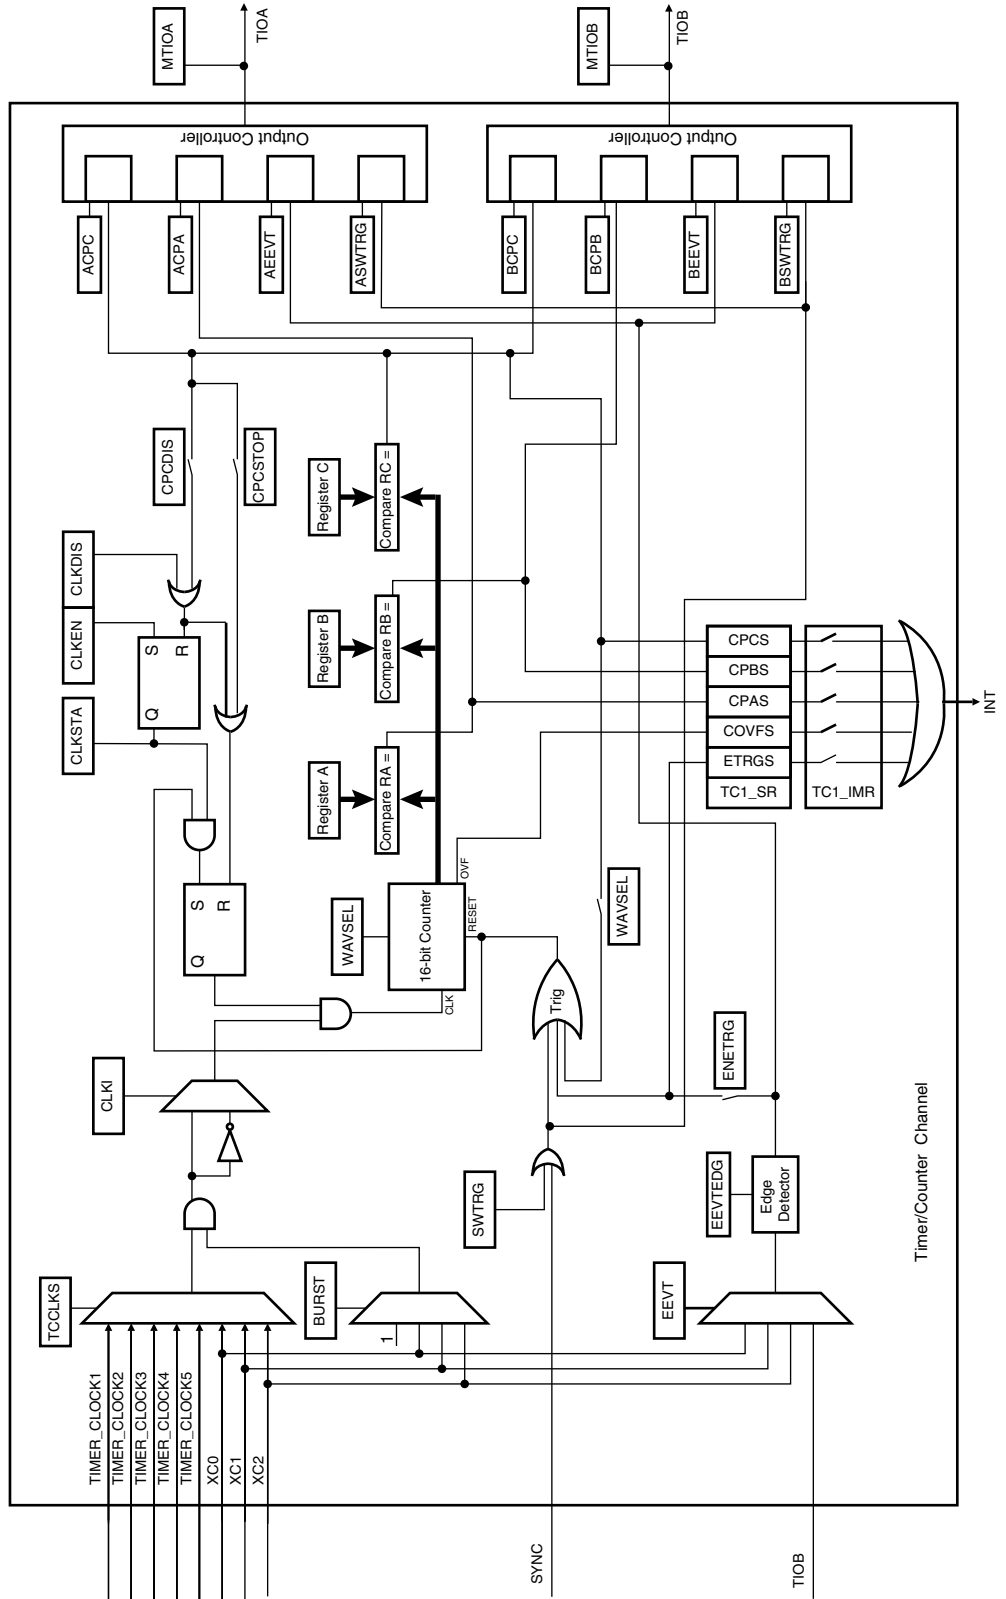 TIMER_CLOCK1
TIMER_CLOCK2
TIMER_CLOCK3
TIMER_CLOCK4
TIMER_CLOCK5
XC0
XC1
XC2
TCCLKS
CLKI
CLKSTA
CLKEN
CLKDIS
Q
S
R
Q
S
R
CPCDIS
CPCSTOP
BURST
1
WAVSEL
16-bit Counter
CLK
RESET
OVF
Register A
Register B
Register C
Compare RA =
Compare RB =
Compare RC =
SYNC
SWTRG
Trig
WAVSEL
TIOB
EEVT
EEVTEDG
Edge
Detector
ENETRG
CPCS
CPBS
CPAS
COVFS
ETRGS
TC1_SR
TC1_IMR
INT
ACPC
ACPA
AEEVT
ASWTRG
Output Controller
MTIOA
TIOA
BCPC
BCPB
BEEVT
BSWTRG
Output Controller
MTIOB
TIOB
Timer/Counter Channel